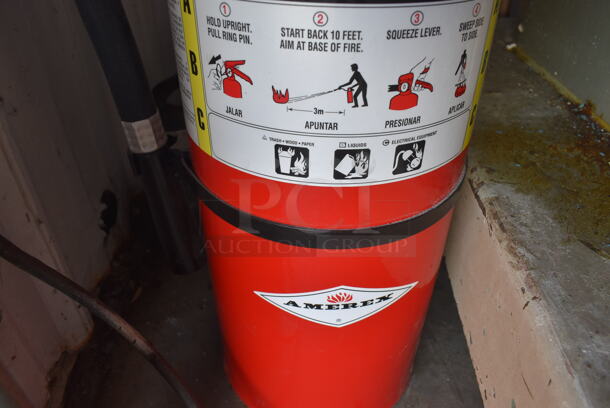 ① ② ③ ④
HOLD UPRIGHT.
PULL RING PIN.
START BACK 10 FEET.
AIM AT BASE OF FIRE.
SQUEEZE LEVER.
SWEEP SIDE
TO SIDE.
A
B
C
3m
JALAR
APUNTAR
PRESIONAR
APLICAR
A TRASH • WOOD • PAPER
B LIQUIDS
C ELECTRICAL EQUIPMENT
PCI
AUCTION GROUP
AMEREX
®